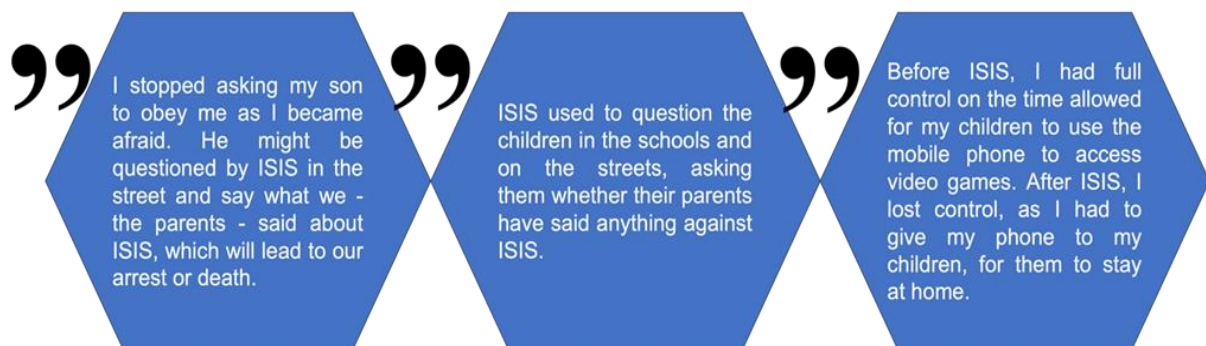 ”
I stopped asking my son
to obey me as I became
afraid. He might be
questioned by ISIS in the
street and say what we -
the parents - said about
ISIS, which will lead to our
arrest or death.
”
ISIS used to question the
children in the schools and
on the streets, asking
them whether their parents
have said anything against
ISIS.
”
Before ISIS, I had full
control on the time allowed
for my children to use the
mobile phone to access
video games. After ISIS, I
lost control, as I had to
give my phone to my
children, for them to stay
at home.